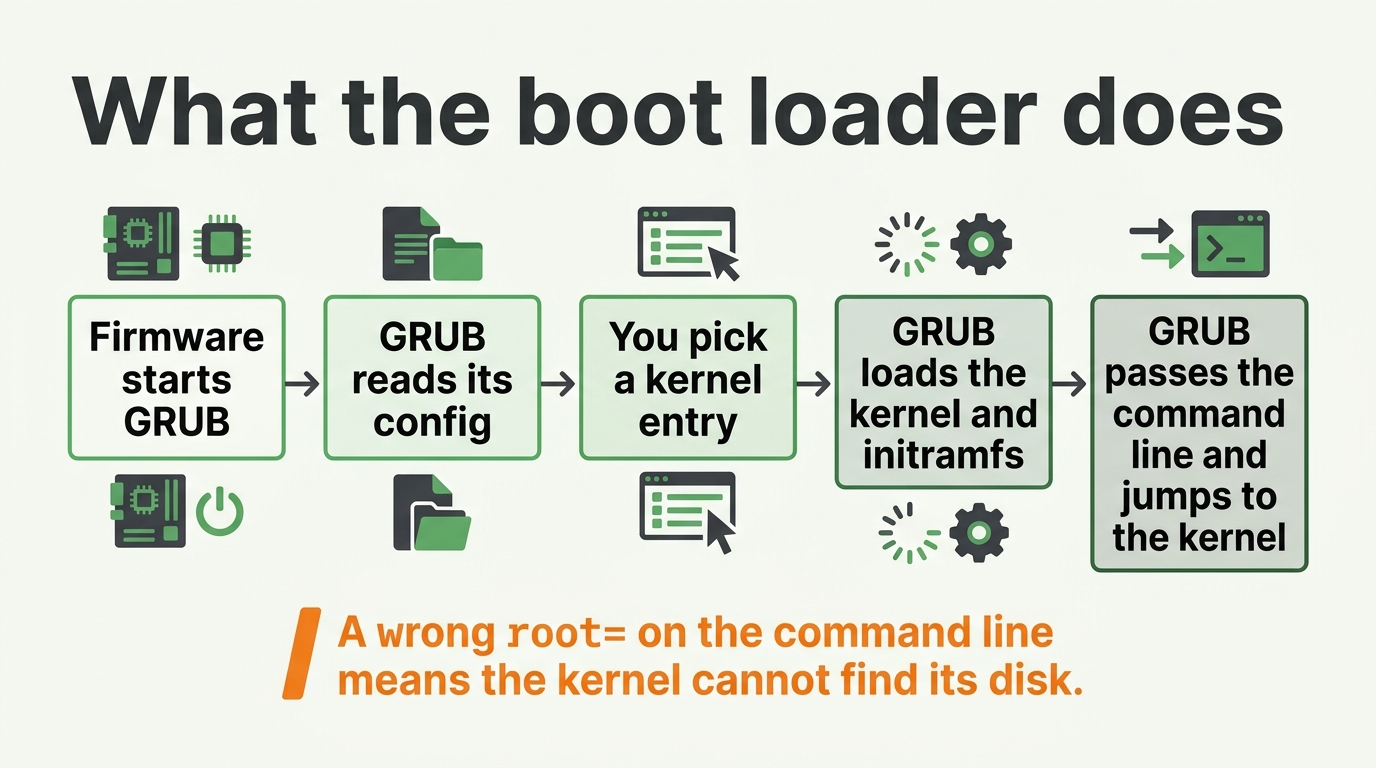 What the boot loader does
Firmware
starts
GRUB
GRUB
reads its
config
You pick
a kernel
entry
GRUB
loads the
kernel and
initramfs
GRUB
passes the
command
line and
jumps to
the kernel
A wrong root= on the command line
means the kernel cannot find its disk.